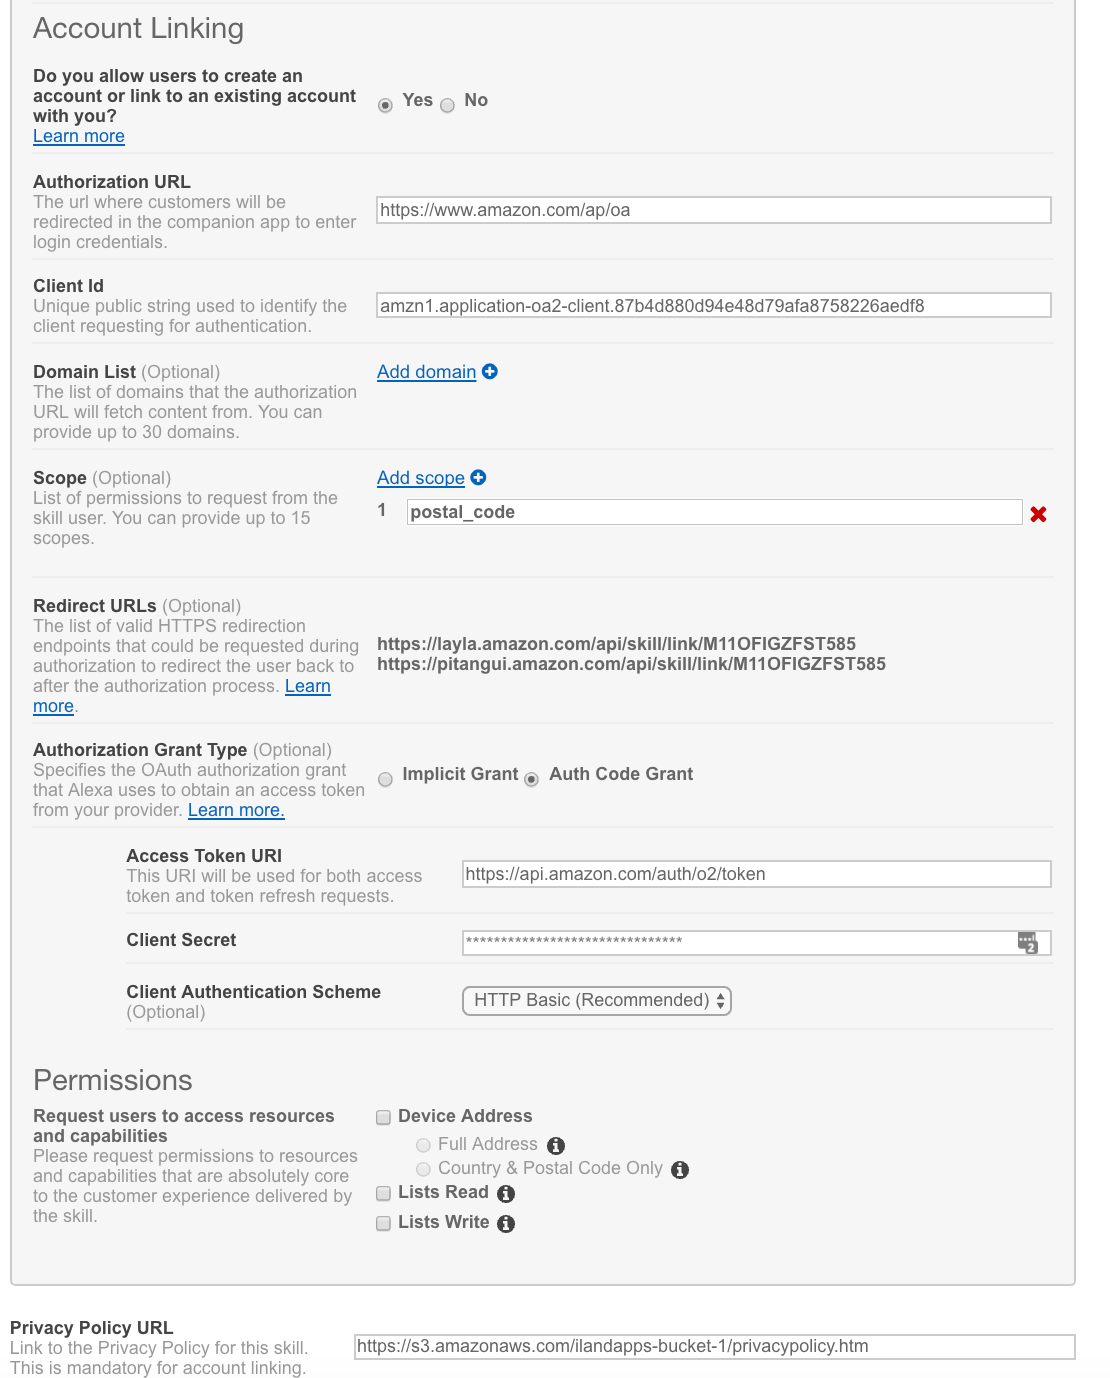 Account Linking
Do you allow users to create an
account or link to an existing account
with you?
Learn more
Yes No
Authorization URL
The url where customers will be
redirected in the companion app to enter
login credentials.
https://www.amazon.com/ap/oa
Client Id
Unique public string used to identify the
client requesting for authentication.
amzn1.application-oa2-client.87b4d880d94e48d79afa8758226aedf8
Domain List (Optional)
The list of domains that the authorization
URL will fetch content from. You can
provide up to 30 domains.
Add domain
Scope (Optional)
List of permissions to request from the
skill user. You can provide up to 15
scopes.
Add scope
1 postal_code
Redirect URLs (Optional)
The list of valid HTTPS redirection
endpoints that could be requested during
authorization to redirect the user back to
after the authorization process. Learn
more.
https://layla.amazon.com/api/skill/link/M11OFIGZFST585
https://pitangui.amazon.com/api/skill/link/M11OFIGZFST585
Authorization Grant Type (Optional)
Specifies the OAuth authorization grant
that Alexa uses to obtain an access token
from your provider. Learn more.
Implicit Grant Auth Code Grant
Access Token URI
This URI will be used for both access
token and token refresh requests.
https://api.amazon.com/auth/o2/token
Client Secret
*******************************
2
Client Authentication Scheme
(Optional)
HTTP Basic (Recommended)
Permissions
Request users to access resources
and capabilities
Please request permissions to resources
and capabilities that are absolutely core
to the customer experience delivered by
the skill.
Device Address
Full Address
Country & Postal Code Only
Lists Read
Lists Write
Privacy Policy URL
Link to the Privacy Policy for this skill.
This is mandatory for account linking.
https://s3.amazonaws.com/ilandapps-bucket-1/privacypolicy.htm